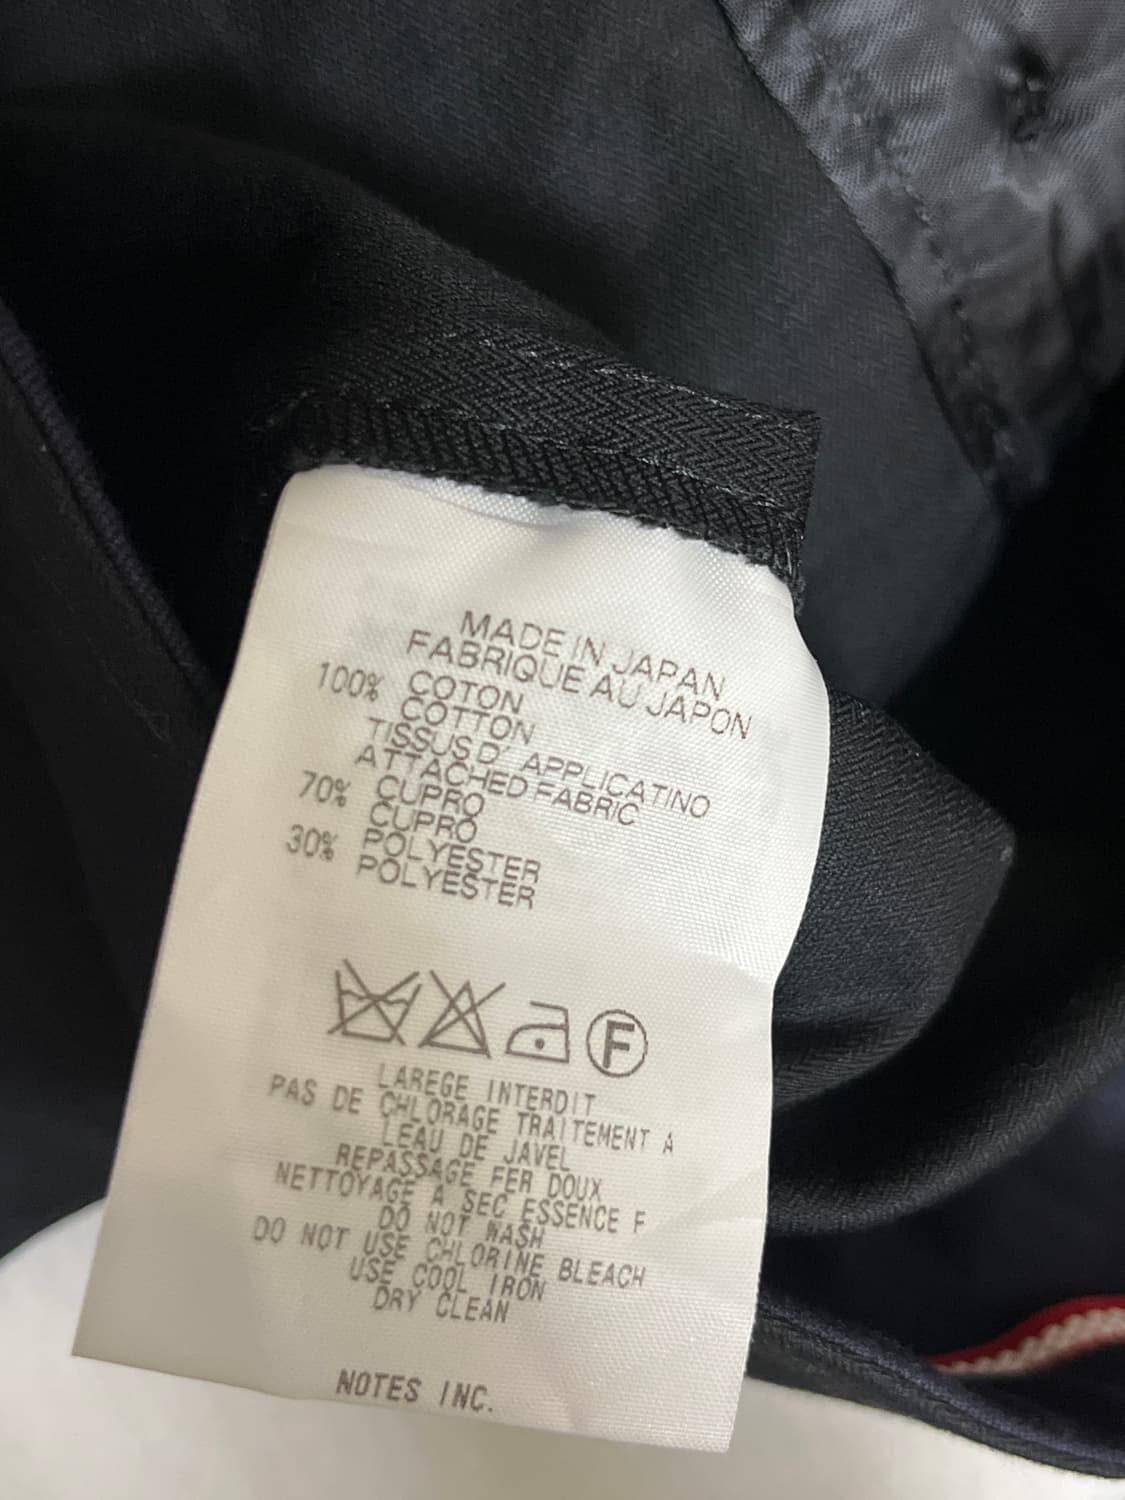 MADE IN JAPAN
FABRIQUE AU JAPON
100% COTON
COTTON
TISSUS D' APPLICATINO
ATTACHED FABRIC
70% CUPRO
CUPRO
30% POLYESTER
POLYESTER
F
LAREGE INTERDIT
PAS DE CHLORAGE TRAITEMENT A
LEAU DE JAVEL
REPASSAGE FER DOUX
NETTOYAGE A SEC ESSENCE F
DO NOT WASH
DO NOT USE CHLORINE BLEACH
USE COOL IRON
DRY CLEAN
NOTES INC.